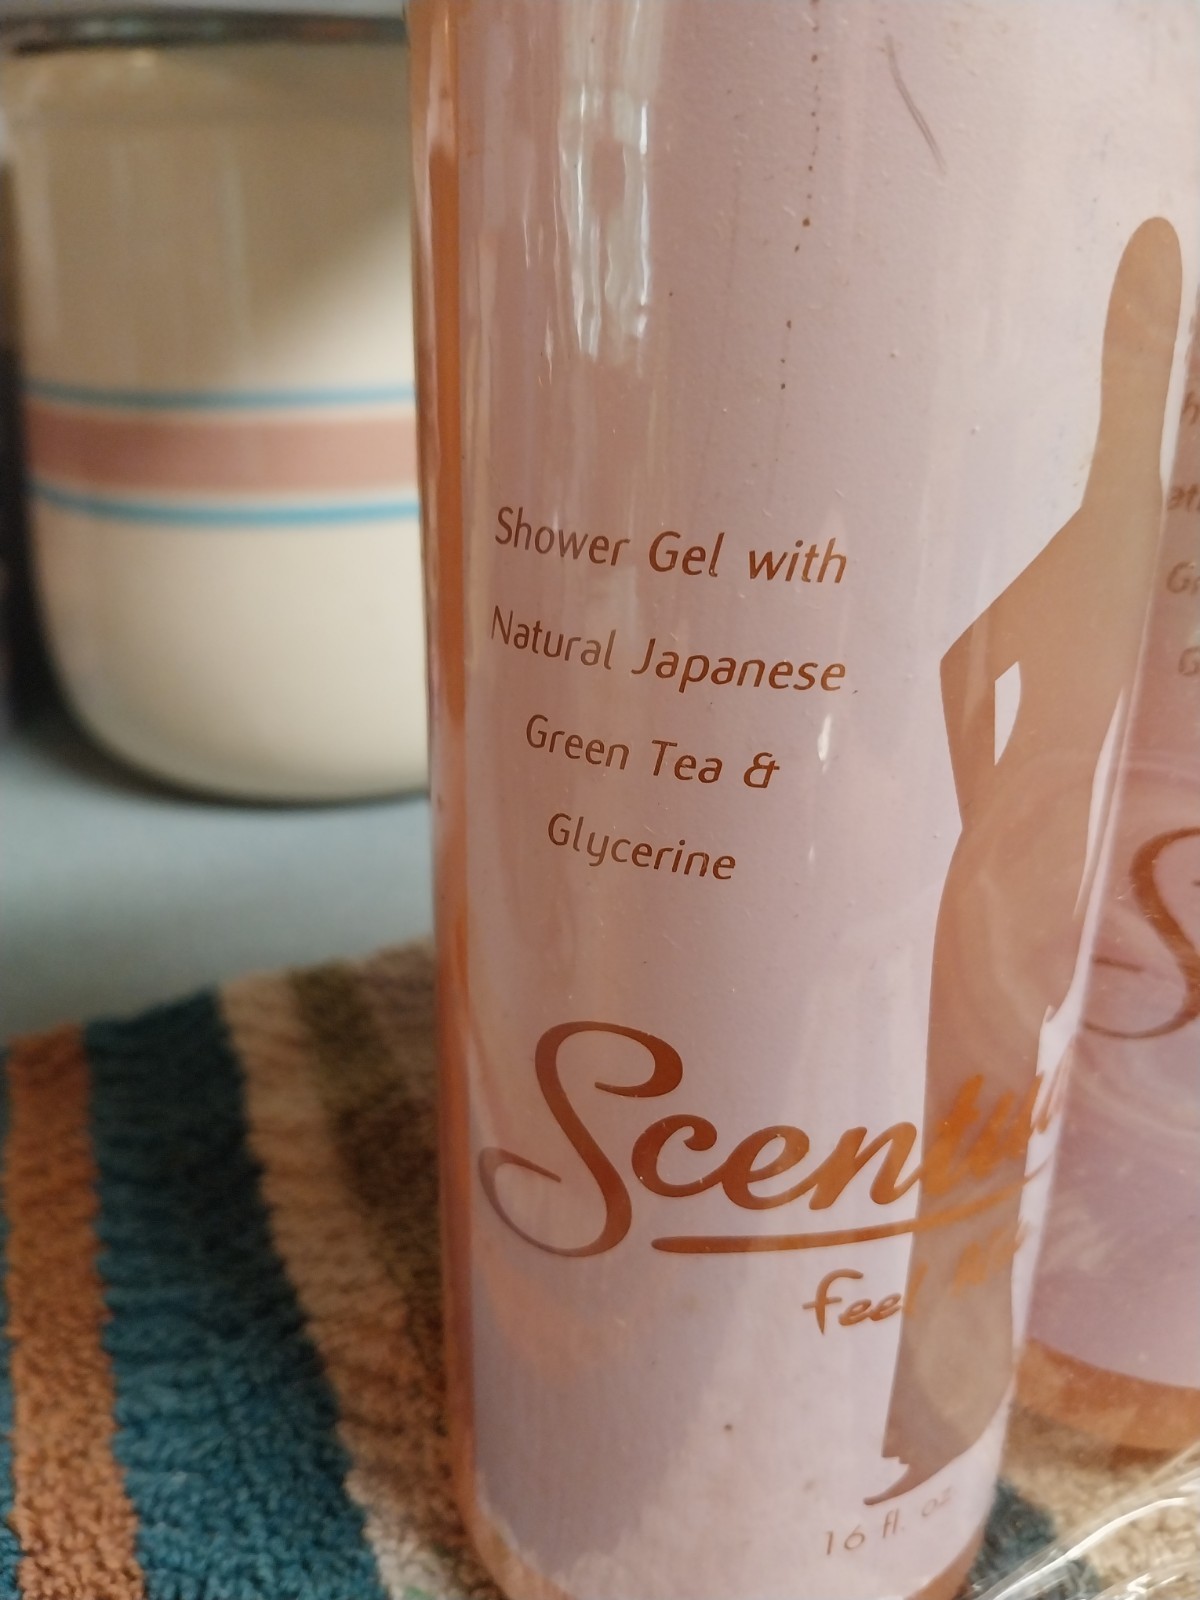 Shower Gel with
Natural Japanese
Green Tea &
Glycerine
feel
16 fl. oz